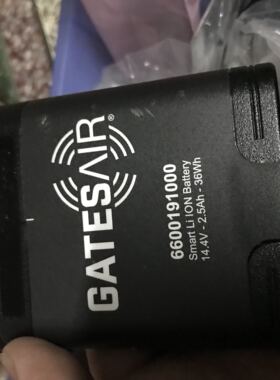 GATESAIR®
6600191000
Smart Li ION Battery
14.4V - 2.5Ah - 36Wh